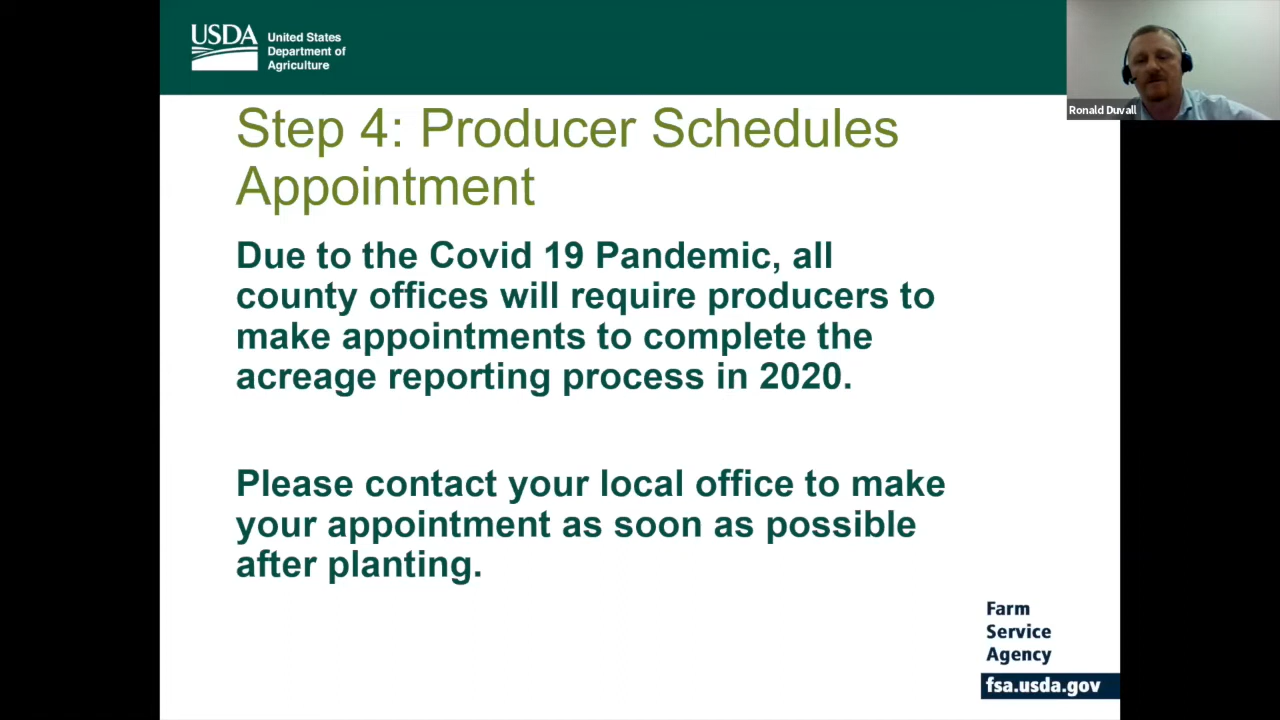 USDA
United States
Department of
Agriculture
Ronald Duvall
Step 4: Producer Schedules
Appointment
Due to the Covid 19 Pandemic, all
county offices will require producers to
make appointments to complete the
acreage reporting process in 2020.
Please contact your local office to make
your appointment as soon as possible
after planting.
Farm
Service
Agency
fsa.usda.gov